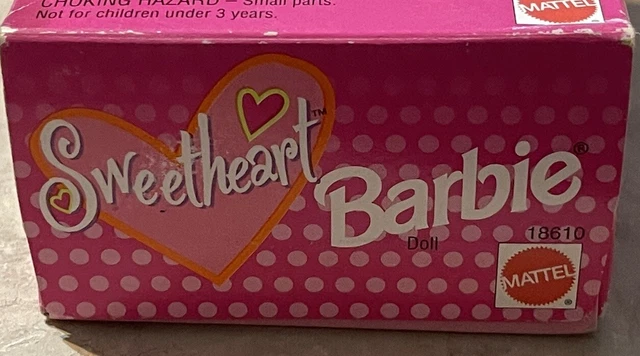 CHOKING HAZARD – Small parts.
Not for children under 3 years.
MATTEL
Sweetheart™
Barbie®
Doll
18610
MATTEL®